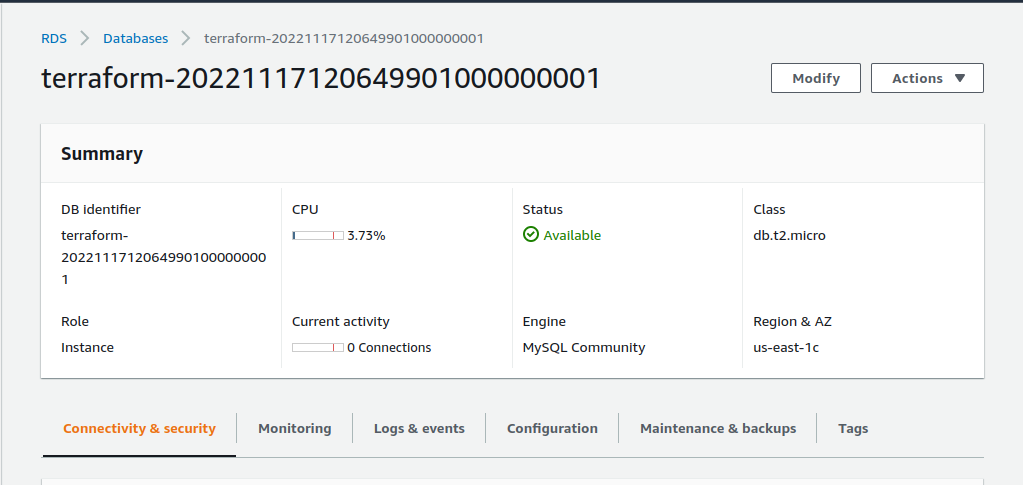 RDS > Databases > terraform-20221117120649901000000001
terraform-20221117120649901000000001
Modify
Actions
Summary
DB identifier
terraform-
2022111712064990100000000
1
CPU
3.73%
Status
Available
Class
db.t2.micro
Role
Instance
Current activity
0 Connections
Engine
MySQL Community
Region & AZ
us-east-1c
Connectivity & security
Monitoring
Logs & events
Configuration
Maintenance & backups
Tags